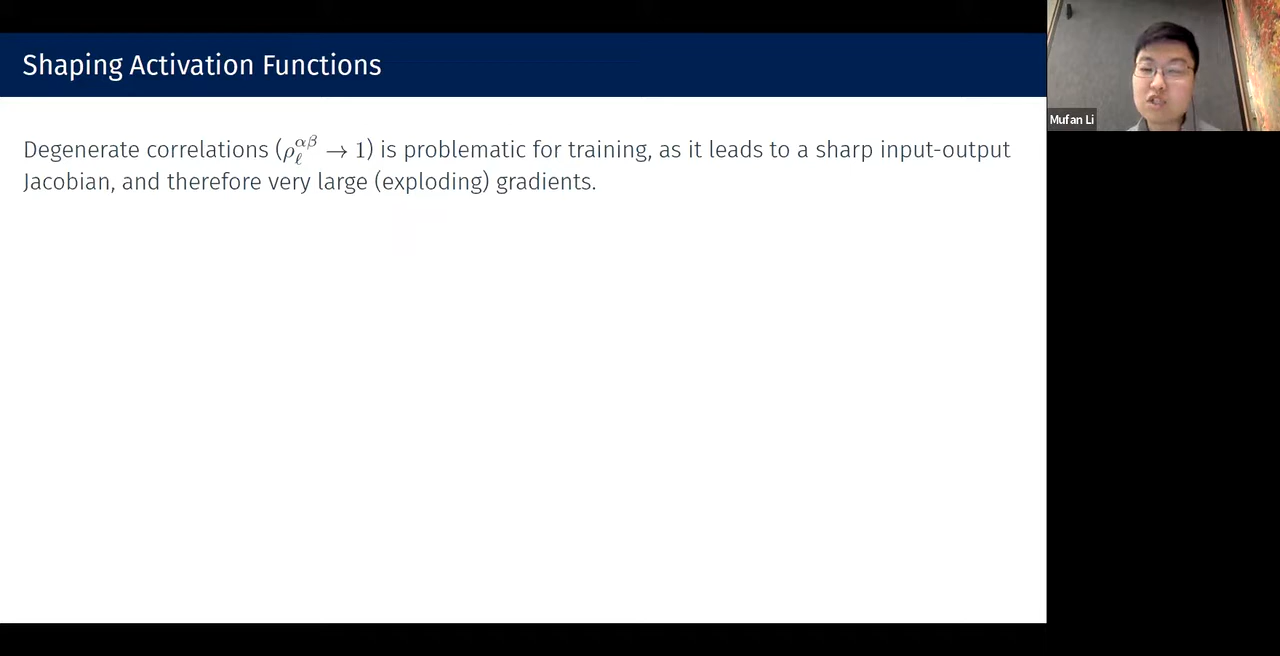 Shaping Activation Functions
Degenerate correlations (ρ_ℓ^{αβ} → 1) is problematic for training, as it leads to a sharp input-output
Jacobian, and therefore very large (exploding) gradients.
Mufan Li